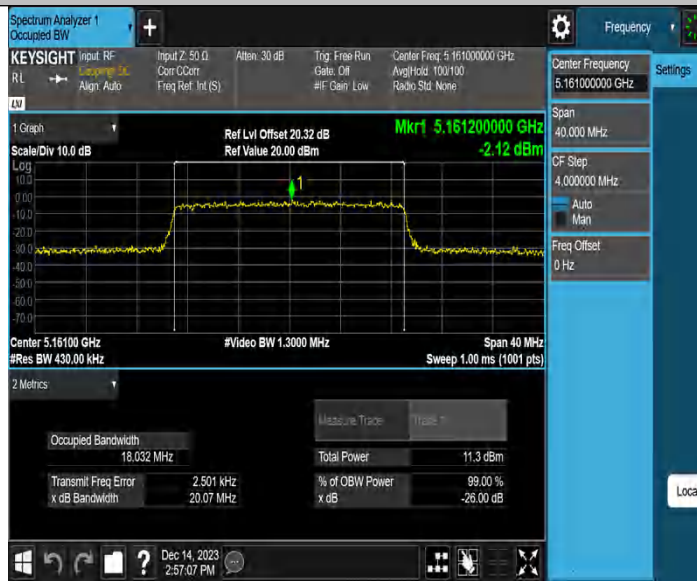 Spectrum Analyzer 1
Occupied BW
+
Frequency
KEYSIGHT
Input: RF
Coupling: DC
Align: Auto
RL
Input Z: 50 Ω
Corr CCorr
Freq Ref: Int (S)
Atten: 30 dB
Trig: Free Run
Gate: Off
#IF Gain: Low
Center Freq: 5.161000000 GHz
Avg|Hold: 100/100
Radio Std: None
Center Frequency
5.161000000 GHz
Settings
Span
40.000 MHz
CF Step
4.000000 MHz
Auto
Man
Freq Offset
0 Hz
1 Graph
Scale/Div 10.0 dB
Ref Lvl Offset 20.32 dB
Ref Value 20.00 dBm
Mkr1 5.161200000 GHz
-2.12 dBm
Log
10.0
0.00
-10.0
-20.0
-30.0
-40.0
-50.0
-60.0
-70.0
1
Center 5.16100 GHz
#Res BW 430.00 kHz
#Video BW 1.3000 MHz
Span 40 MHz
Sweep 1.00 ms (1001 pts)
2 Metrics
Measure Trace
Trace 1
Occupied Bandwidth
18.032 MHz
Total Power
11.3 dBm
Transmit Freq Error
2.501 kHz
% of OBW Power
99.00 %
x dB Bandwidth
20.07 MHz
x dB
-26.00 dB
Loca
?
Dec 14, 2023
2:57:07 PM